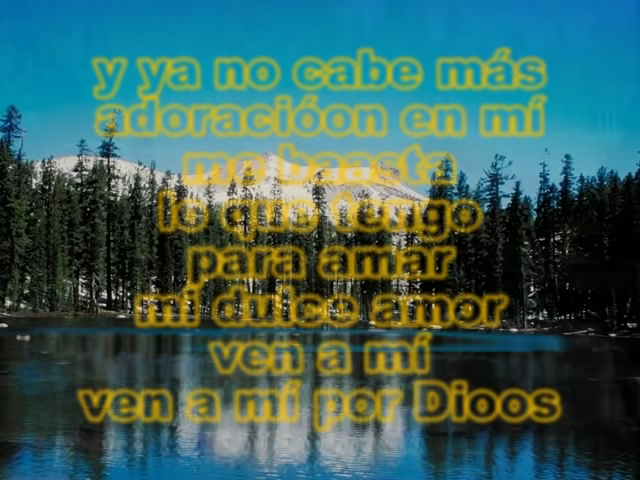 y ya no cabe más
adoracióon en mí
me baasta
lo que tengo
para amar
mi dulce amor
ven a mí
ven a mí por Dioos